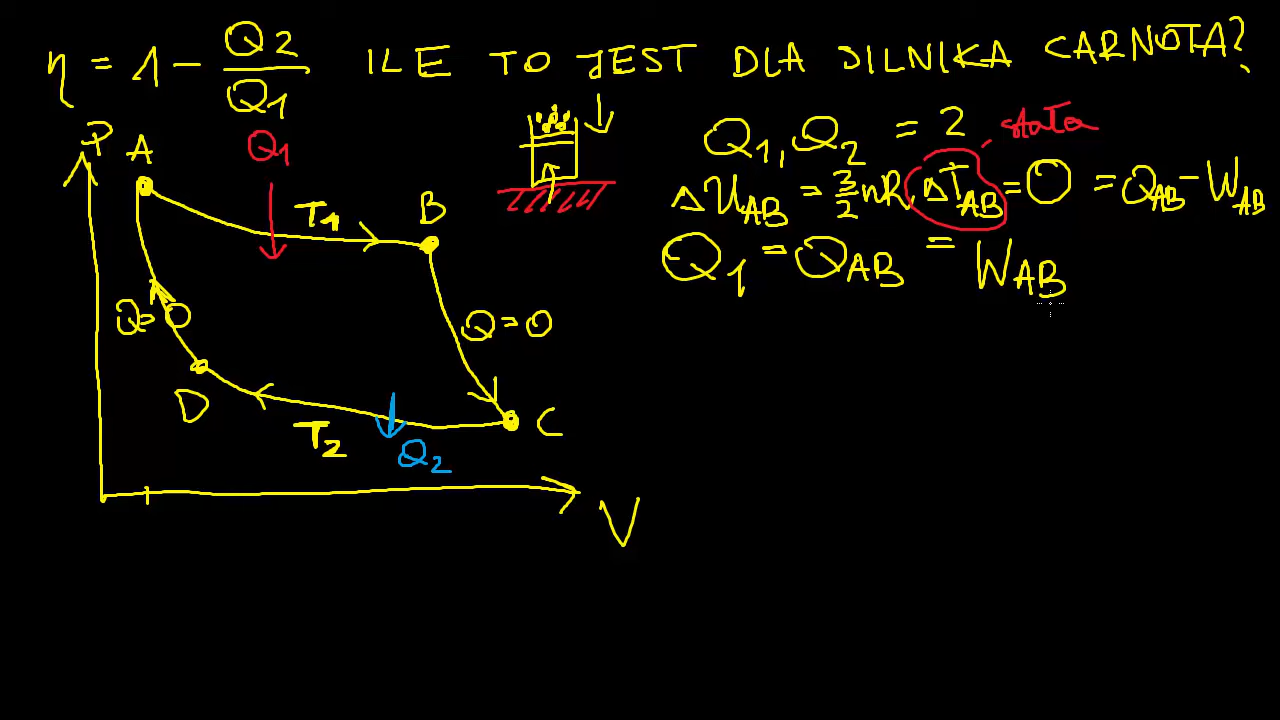 η = 1 - Q2/Q1 ILE TO JEST DLA SILNIKA CARNOTA?
Q1, Q2 = 2
stała
ΔU_AB = 3/2 nR, ΔT_AB = 0 = Q_AB - W_AB
Q1 = Q_AB = W_AB
P
A
Q1
T1
B
Q=0
Q=0
D
T2
Q2
C
V